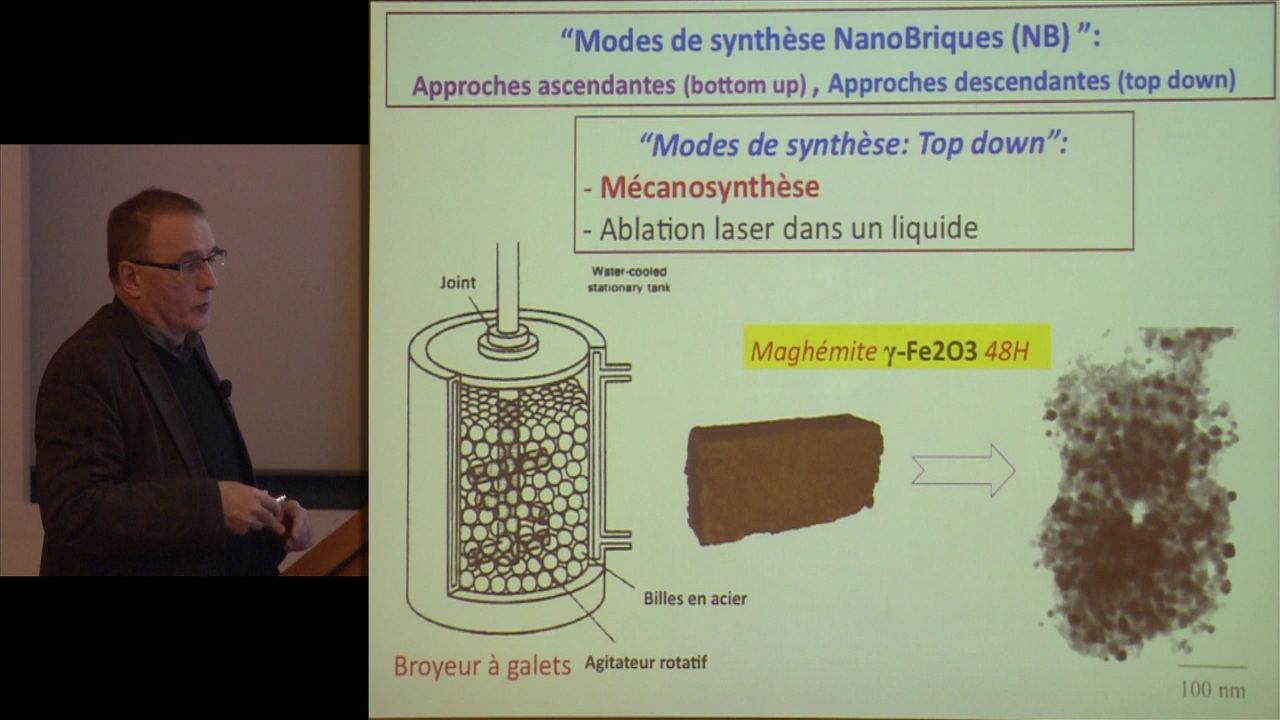 “Modes de synthèse NanoBriques (NB) ”:
Approches ascendantes (bottom up) , Approches descendantes (top down)
“Modes de synthèse: Top down”:
- Mécanosynthèse
- Ablation laser dans un liquide
Joint
Water-cooled
stationary tank
Maghémite γ-Fe2O3 48H
Billes en acier
Agitateur rotatif
Broyeur à galets
100 nm